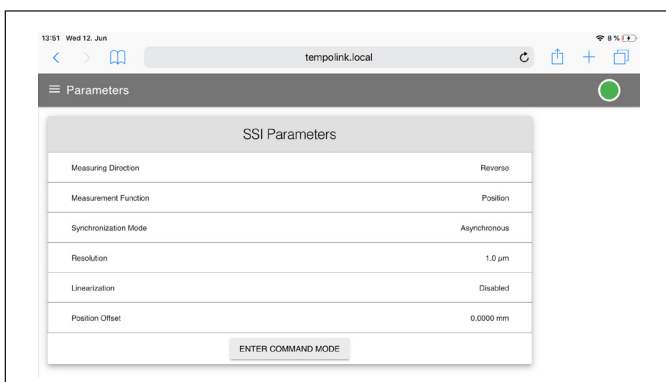 13:51 Wed 12. Jun 8 %
tempolink.local
Parameters
SSI Parameters
Measuring Direction Reverse
Measurement Function Position
Synchronization Mode Asynchronous
Resolution 1.0 µm
Linearization Disabled
Position Offset 0.0000 mm
ENTER COMMAND MODE